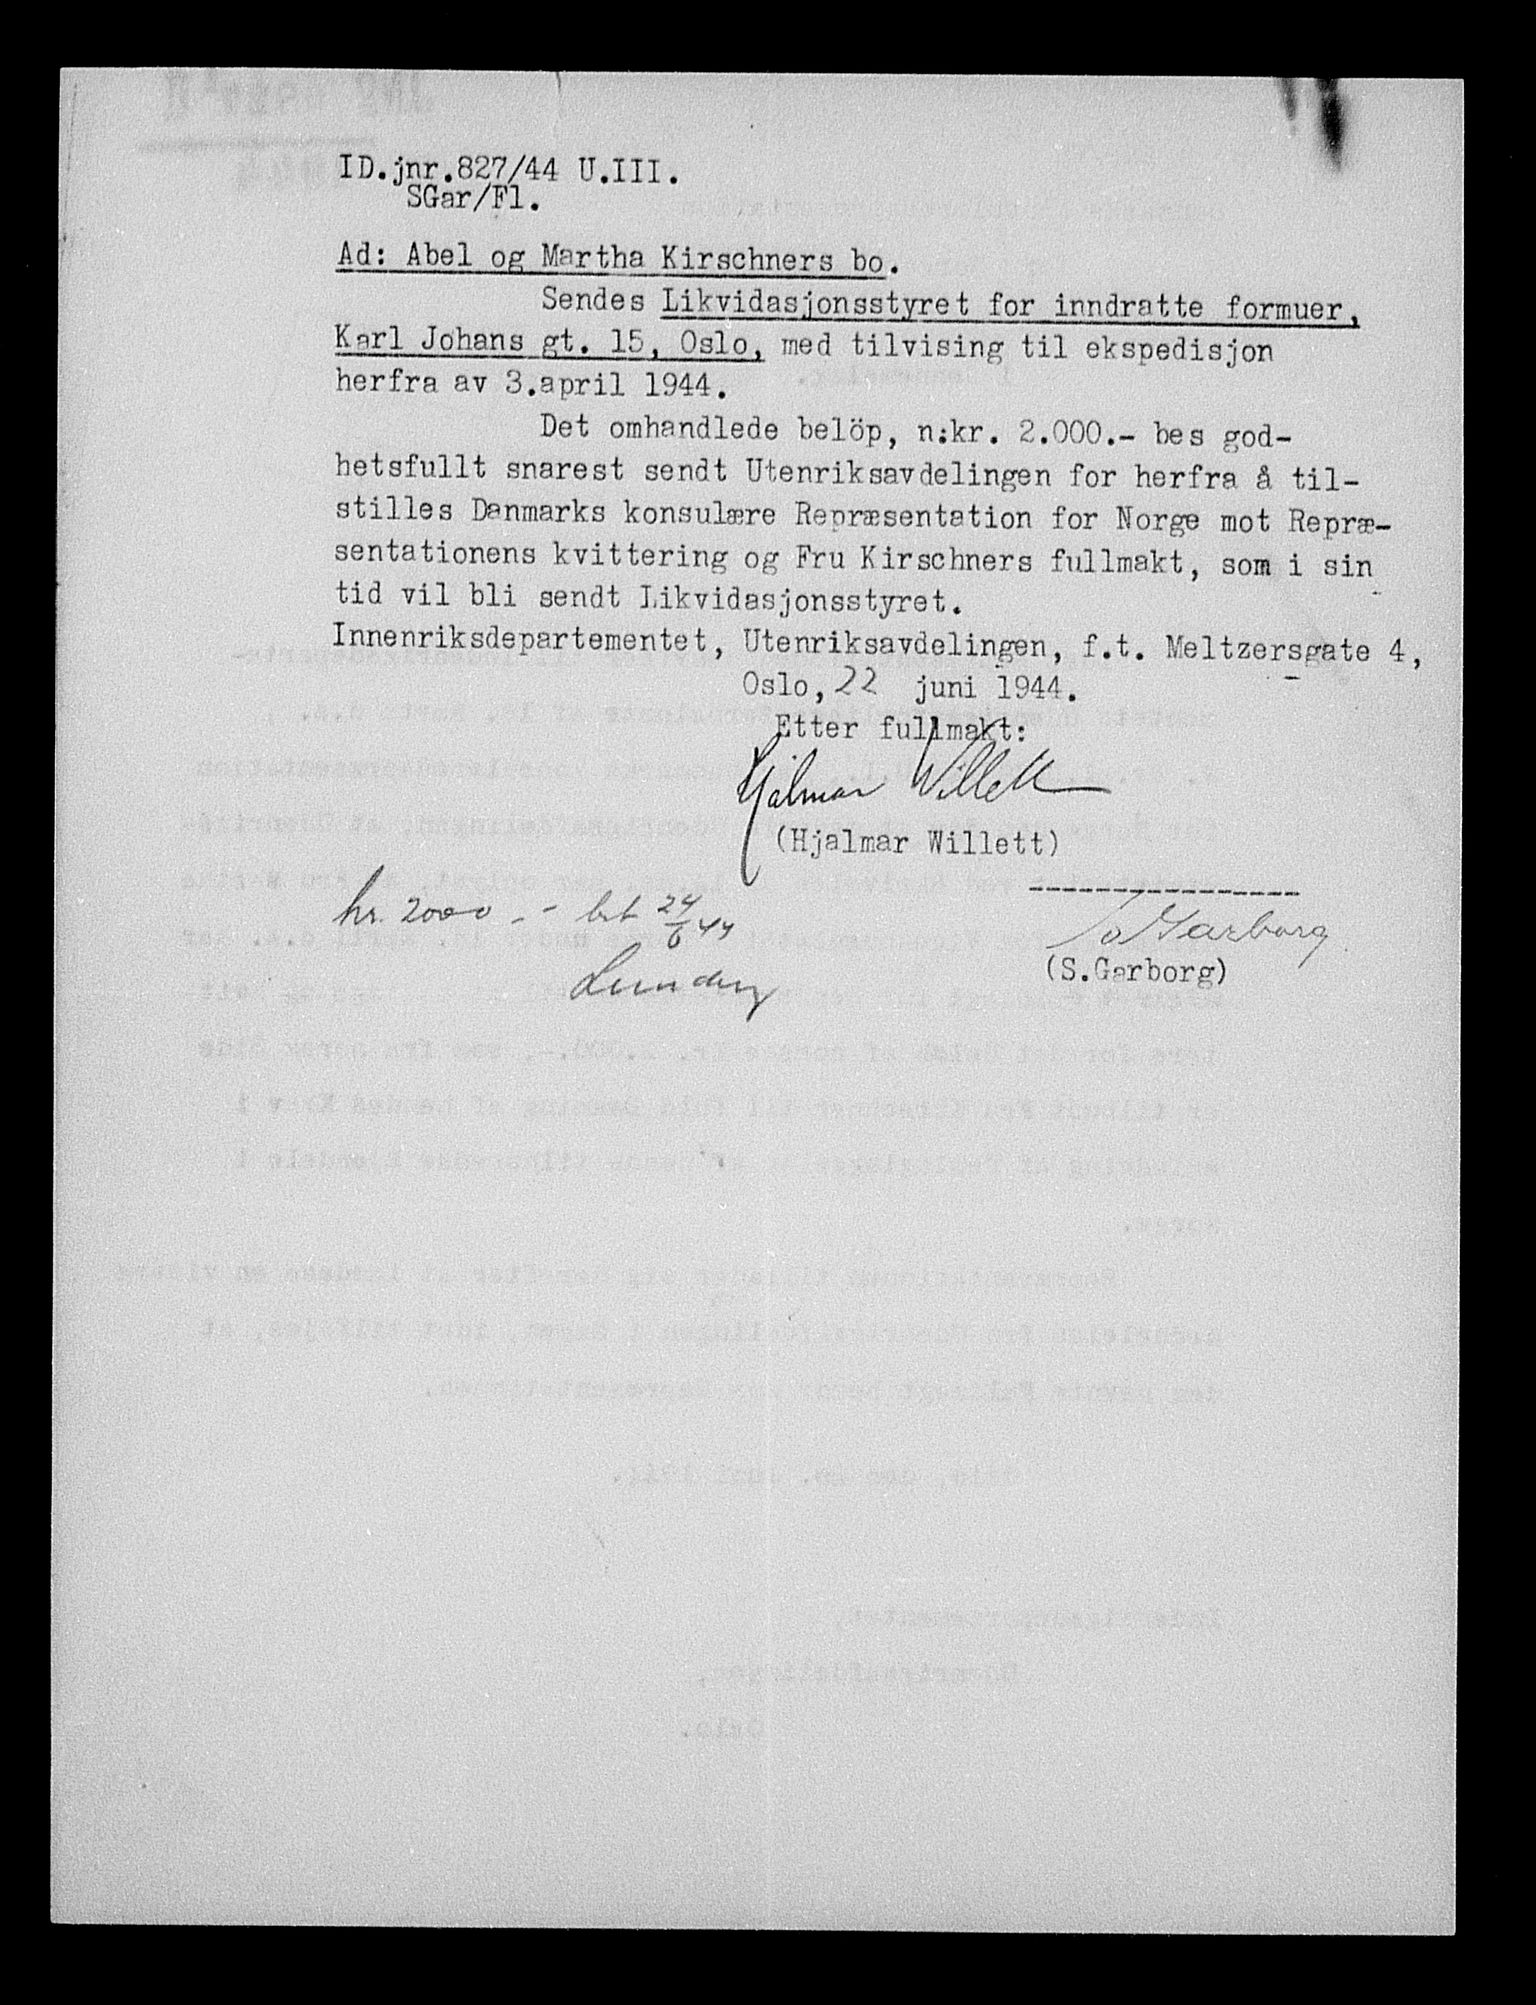 ID.jnr.827/44 U.III.
SGar/Fl.
Ad: Abel og Martha Kirschners bo.
Sendes Likvidasjonsstyret for inndratte formuer,
Karl Johans gt. 15, Oslo, med tilvising til ekspedisjon
herfra av 3.april 1944.
Det omhandlede belöp, n.kr. 2.000.- bes god-
hetsfullt snarest sendt Utenriksavdelingen for herfra å til-
stilles Danmarks konsulære Repræsentation for Norge mot Repræ-
sentationens kvittering og Fru Kirschners fullmakt, som i sin
tid vil bli sendt Likvidasjonsstyret.
Innenriksdepartementet, Utenriksavdelingen, f.t. Meltzersgate 4,
Oslo, 22 juni 1944.
Etter fullmakt:
Hjalmar Willett
(Hjalmar Willett)
kr. 2000.- bet 24/6 44
Garborg
(S.Garborg)